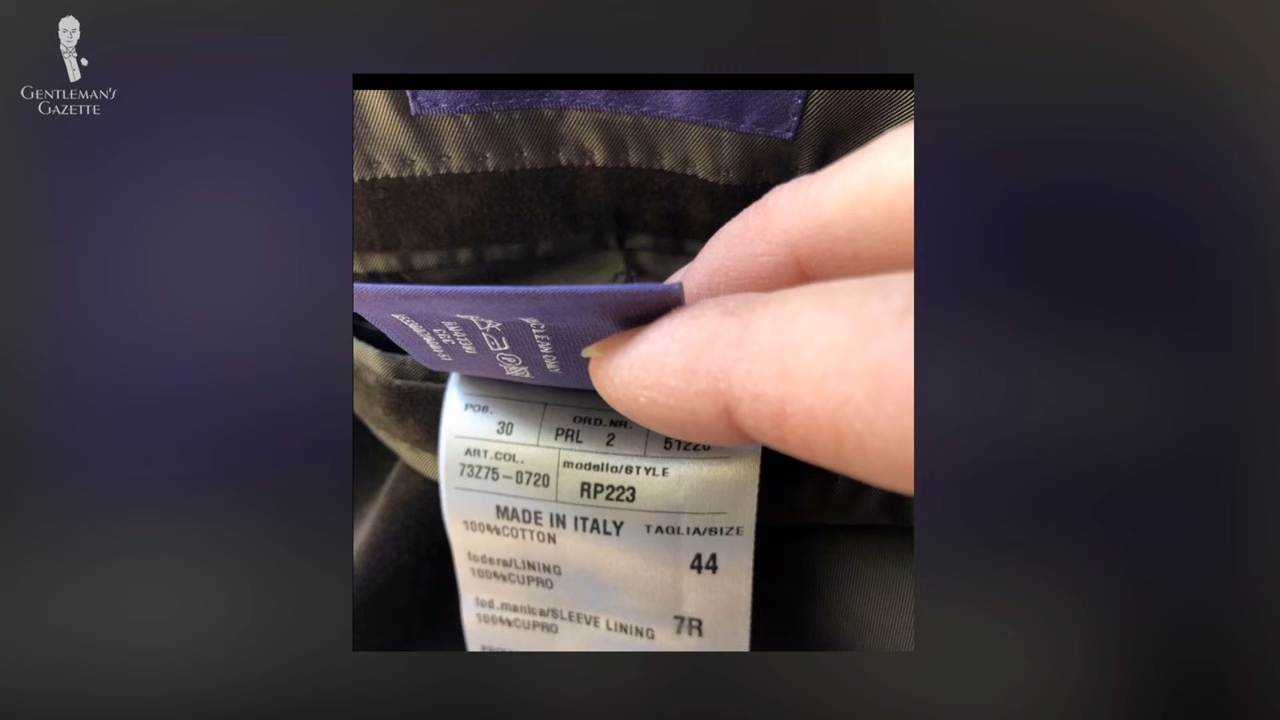 GENTLEMAN'S
GAZETTE
CLEAN ONLY
POS. ORD.NR.
30 PRL 2
ART.COL. modello/STYLE
73Z75-0720 RP223
MADE IN ITALY TAGLIA/SIZE
100%COTTON
44
fodera/LINING
100%CUPRO
fod.manica/SLEEVE LINING 7R
100%CUPRO